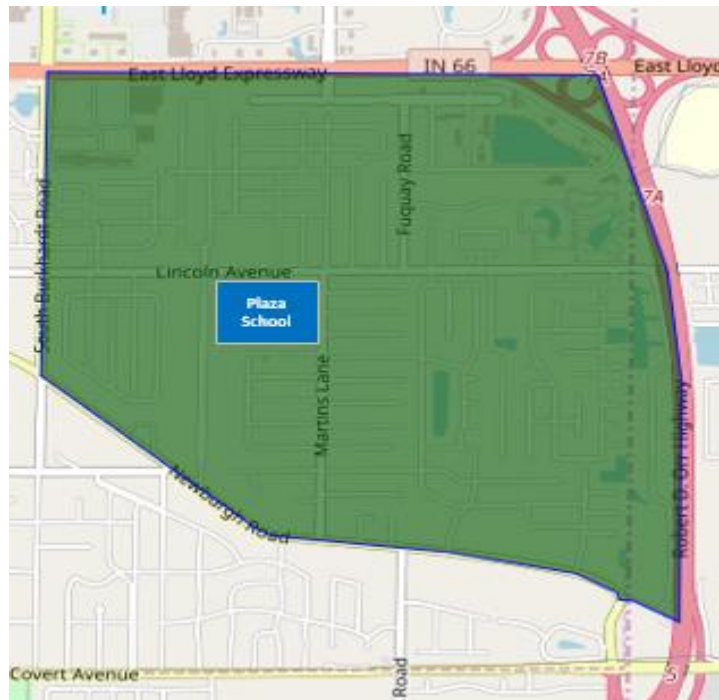 7B
IN 66
East Lloyd Expressway
East Lloyd
Fuquay Road
7A
South Burkhardt Road
Lincoln Avenue
Plaza
School
Martins Lane
Robert D. Orr Highway
Newburgh Road
Covert Avenue
Road
5